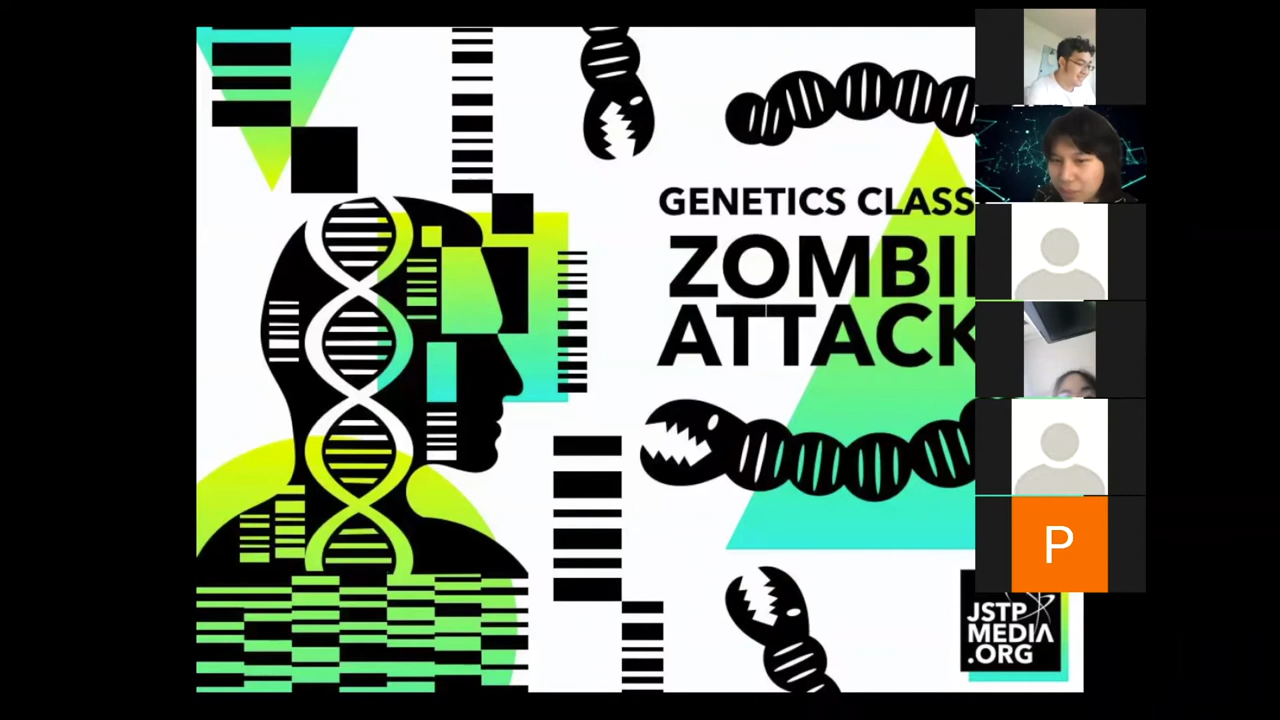 GENETICS CLASS
ZOMBI
ATTACK
JSTP
MEDIA
.ORG
P